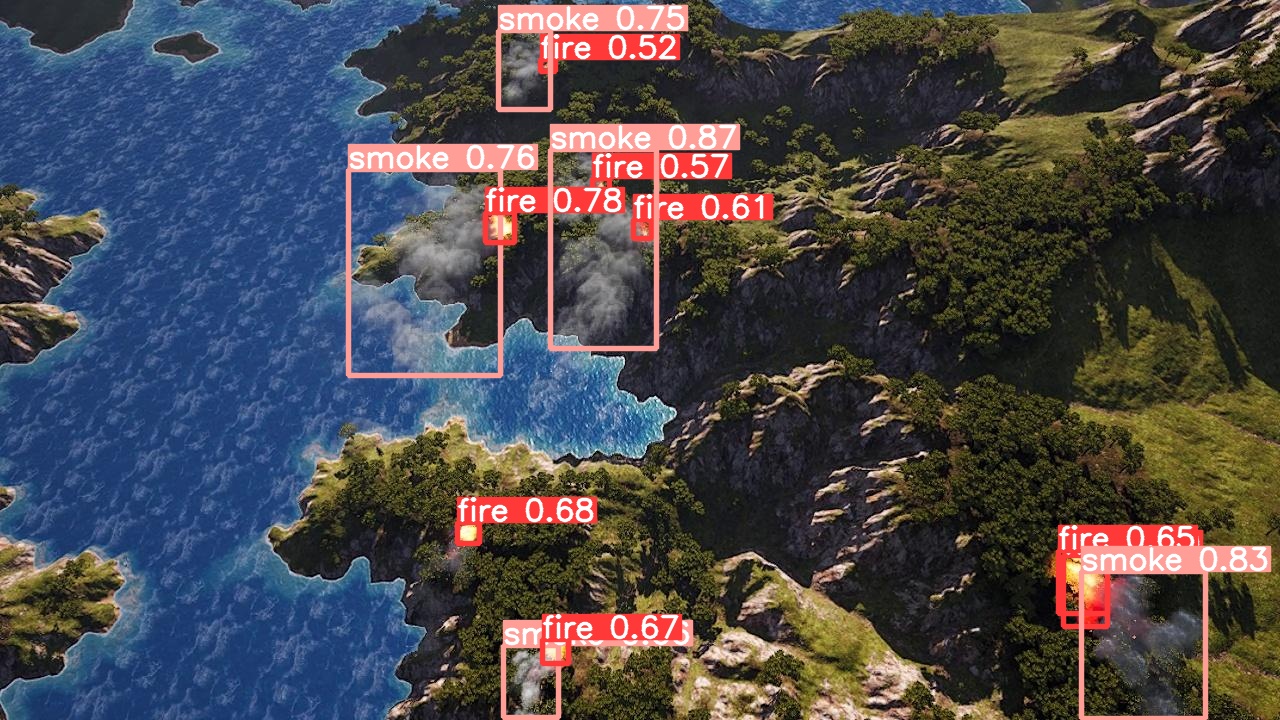 smoke 0.75
fire 0.52
smoke 0.87
smoke 0.76
fire 0.57
fire 0.78
fire 0.61
fire 0.68
fire 0.65
smoke 0.83
fire 0.67